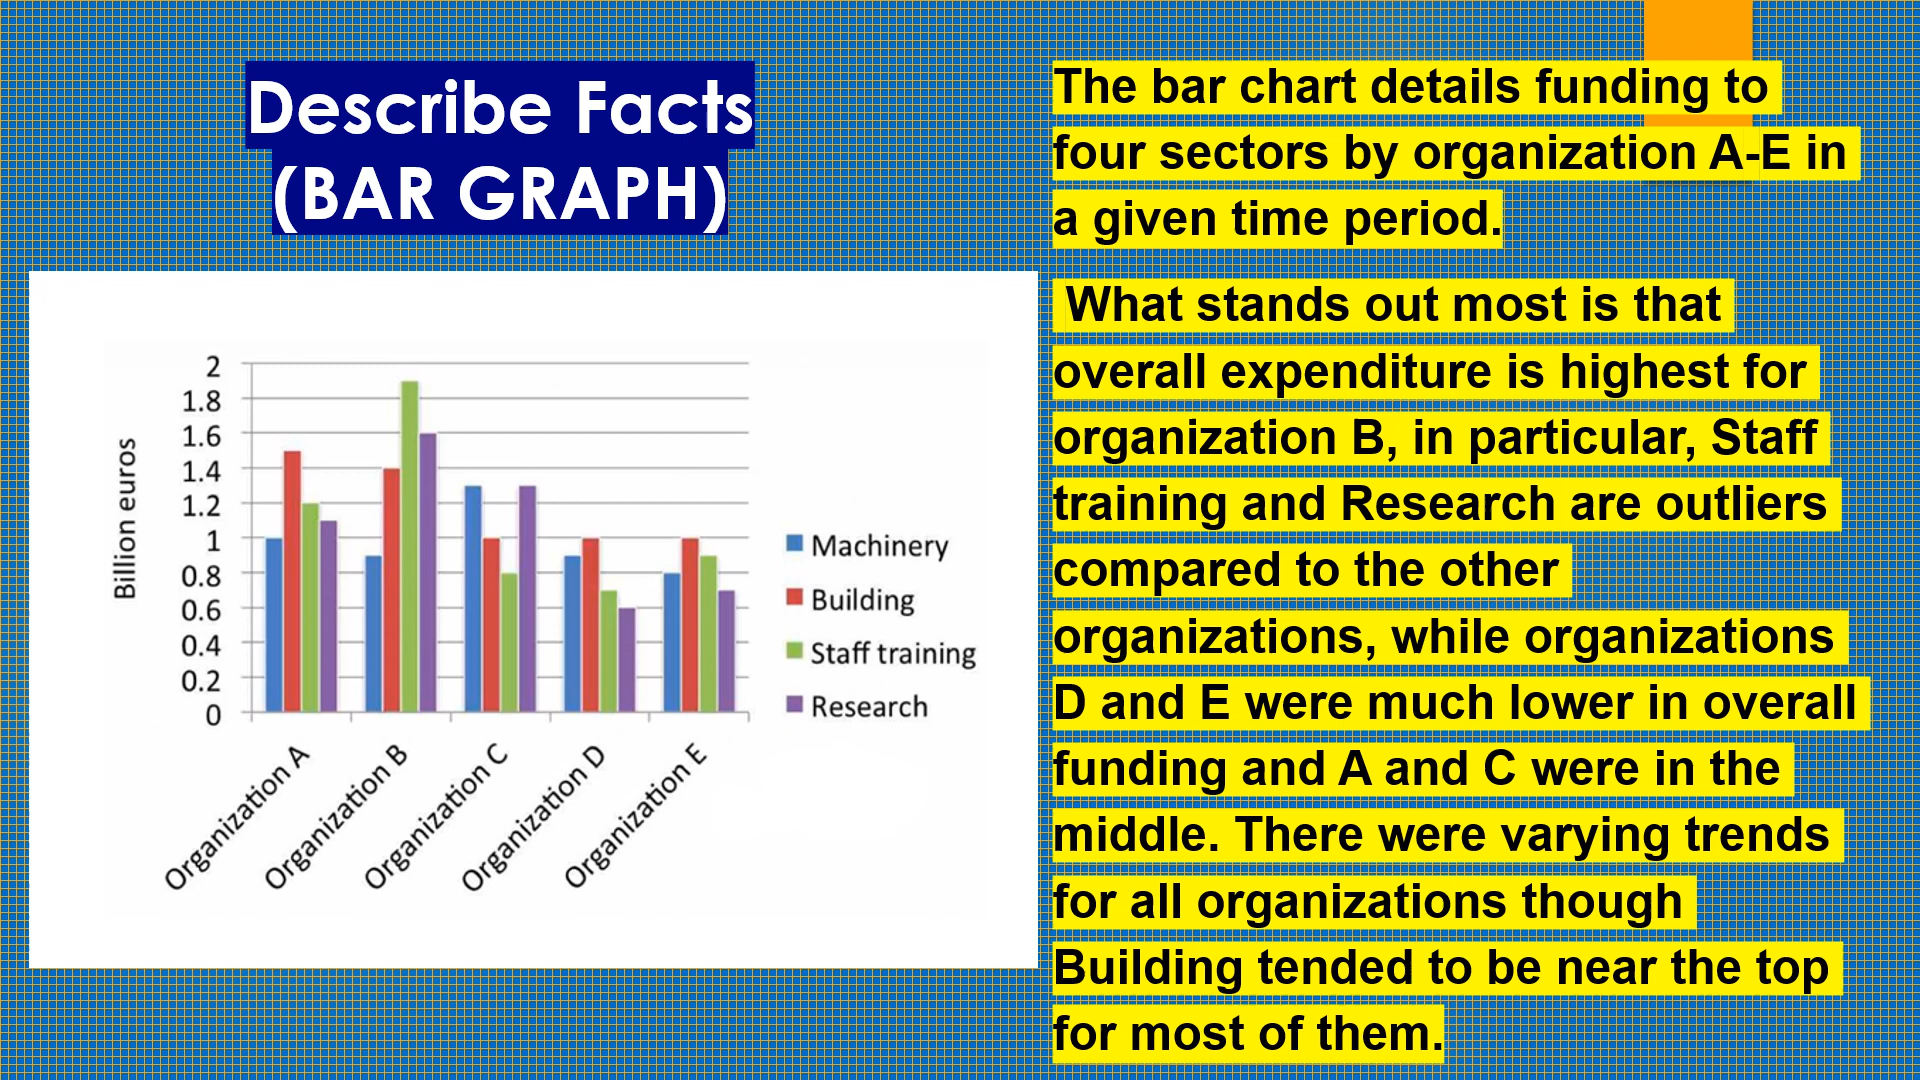 Describe Facts
(BAR GRAPH)
Billion euros
2
1.8
1.6
1.4
1.2
1
0.8
0.6
0.4
0.2
0
Organization A
Organization B
Organization C
Organization D
Organization E
Machinery
Building
Staff training
Research
The bar chart details funding to
four sectors by organization A-E in
a given time period.
What stands out most is that
overall expenditure is highest for
organization B, in particular, Staff
training and Research are outliers
compared to the other
organizations, while organizations
D and E were much lower in overall
funding and A and C were in the
middle. There were varying trends
for all organizations though
Building tended to be near the top
for most of them.